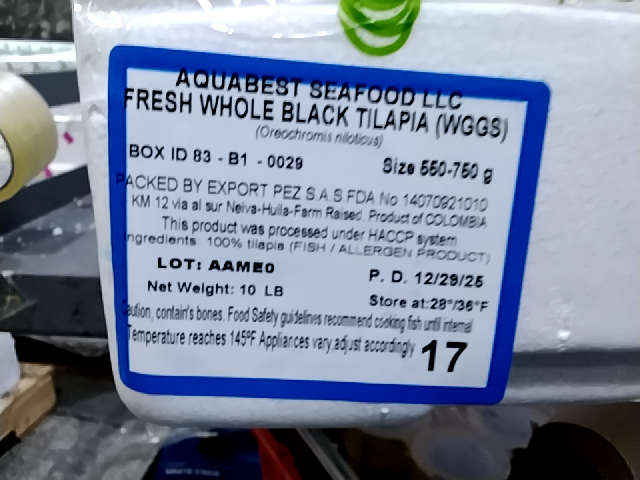 AQUABEST SEAFOOD LLC
FRESH WHOLE BLACK TILAPIA (WGGS)
(Oreochromis niloticus)
BOX ID 83 - B1 - 0029 Size 550-750 g
PACKED BY EXPORT PEZ S.A.S.FDA No 14070921010
KM 12 via al sur Neiva-Huila-Farm Raised. Product of COLOMBIA
This product was processed under HACCP system
Ingredients: 100% tilapia (FISH / ALLERGEN PRODUCT)
LOT: AAME0 P. D. 12/29/25
Net Weight: 10 LB Store at:28°/36°F
Caution, contain's bones. Food Safety guidelines recommend cooking fish until internal
Temperature reaches 145ºF Appliances vary,adjust accordingly 17